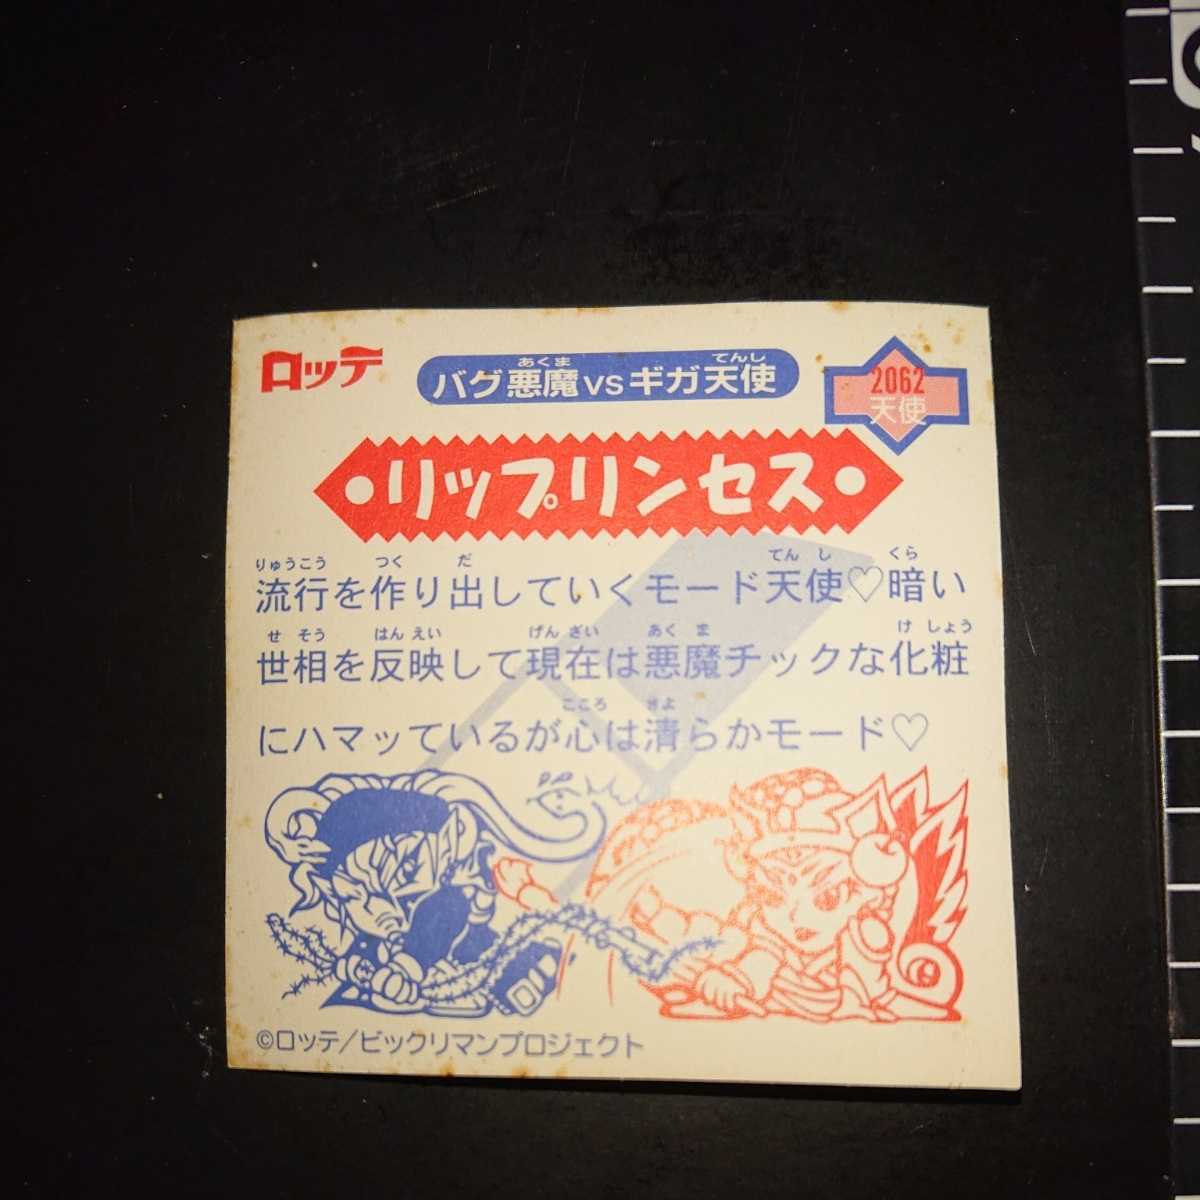 ロッテ
バグ悪魔vsギガ天使
あくま てんし
2062
天使
・リップリンセス・
りゅうこう つく だ てん し くら
流行を作り出していくモード天使♡暗い
せ そう はん えい げん ざい あく ま け しょう
世相を反映して現在は悪魔チックな化粧
こころ きよ
にハマッているが心は清らかモード♡
©ロッテ/ビックリマンプロジェクト